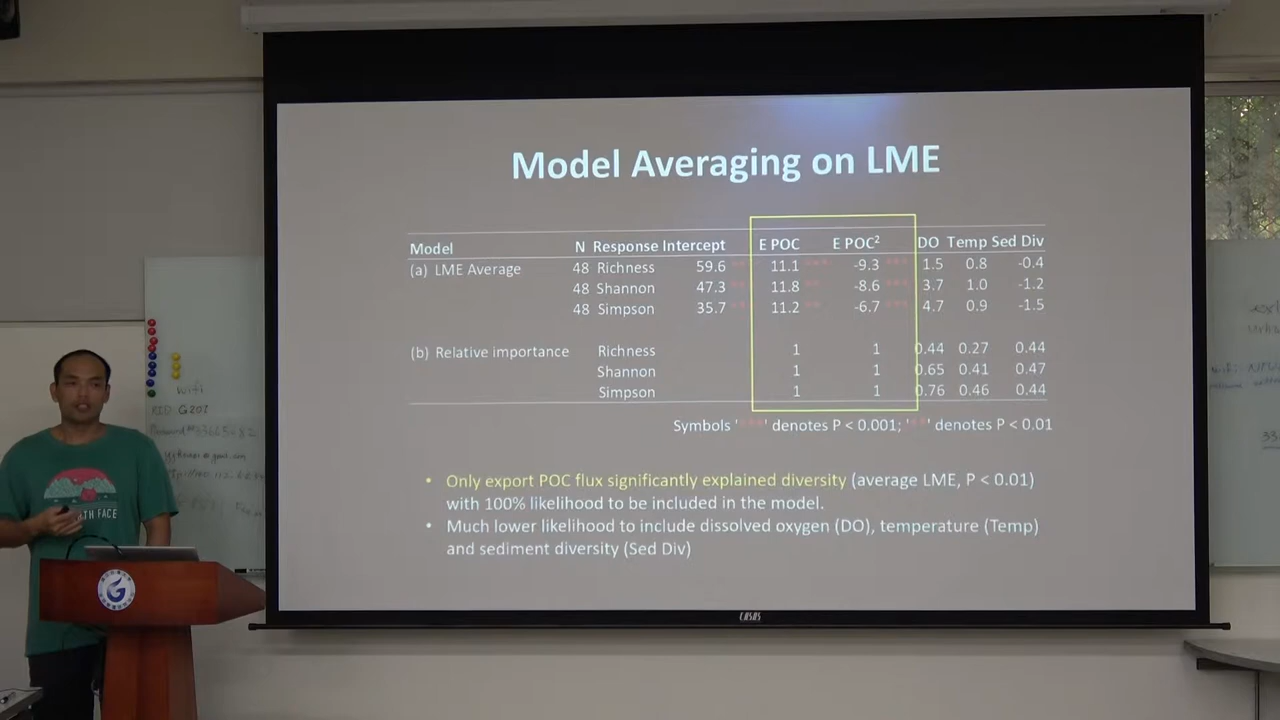 Model Averaging on LME
Model N Response Intercept E POC E POC² DO Temp Sed Div
(a) LME Average 48 Richness 59.6 ** 11.1 *** -9.3 *** 1.5 0.8 -0.4
48 Shannon 47.3 ** 11.8 ** -8.6 *** 3.7 1.0 -1.2
48 Simpson 35.7 ** 11.2 ** -6.7 *** 4.7 0.9 -1.5
(b) Relative importance Richness 1 1 0.44 0.27 0.44
Shannon 1 1 0.65 0.41 0.47
Simpson 1 1 0.76 0.46 0.44
Symbols '***' denotes P < 0.001; '**' denotes P < 0.01
• Only export POC flux significantly explained diversity (average LME, P < 0.01)
with 100% likelihood to be included in the model.
• Much lower likelihood to include dissolved oxygen (DO), temperature (Temp)
and sediment diversity (Sed Div)
wifi
G201
TH FACE
G